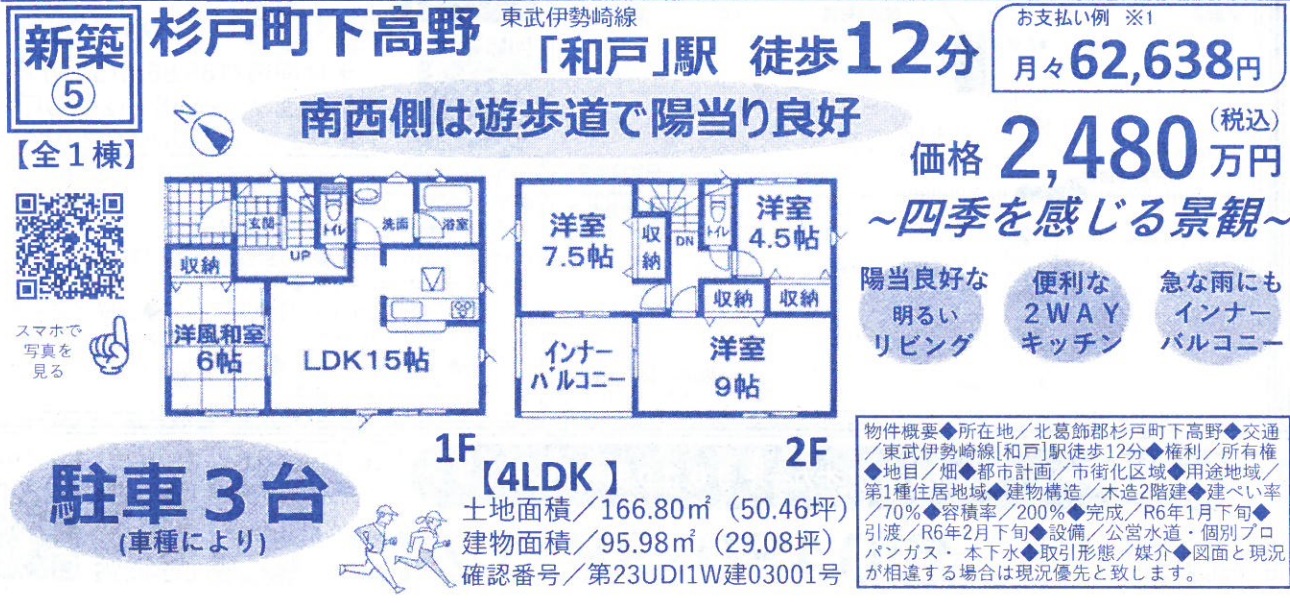 新築
⑤
【全1棟】
杉戸町下高野
東武伊勢崎線
「和戸」駅 徒歩12分
お支払い例 ※1
月々62,638円
N
南西側は遊歩道で陽当り良好
価格 2,480万円
(税込)
~四季を感じる景観~
スマホで
写真を
見る
玄関
トイレ
洗面
浴室
UP
収納
洋風和室
6帖
LDK15帖
1F
洋室
7.5帖
収納
DN
トイレ
洋室
4.5帖
収納
収納
インナー
バルコニー
洋室
9帖
2F
陽当良好な
明るい
リビング
便利な
2WAY
キッチン
急な雨にも
インナー
バルコニー
駐車3台
(車種により)
【4LDK】
土地面積/166.80㎡(50.46坪)
建物面積/95.98㎡(29.08坪)
確認番号/第23UDI1W建03001号
物件概要◆所在地/北葛飾郡杉戸町下高野◆交通
/東武伊勢崎線[和戸]駅徒歩12分◆権利/所有権
◆地目/畑◆都市計画/市街化区域◆用途地域/
第1種住居地域◆建物構造/木造2階建◆建ぺい率
/70%◆容積率/200%◆完成/R6年1月下旬◆
引渡/R6年2月下旬◆設備/公営水道・個別プロ
パンガス・ 本下水◆取引形態/媒介◆図面と現況
が相違する場合は現況優先と致します。